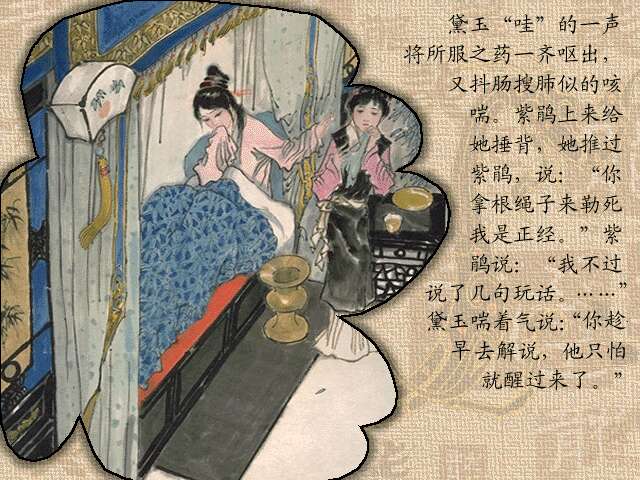 黛玉“哇”的一声
将所服之药一齐呕出，
又抖肠搜肺似的咳
喘。紫鹃上来给
她捶背，她推过
紫鹃，说：“你
拿根绳子来勒死
我是正经。”紫
鹃说：“我不过
说了几句玩话。……”
黛玉喘着气说：“你趁
早去解说，他只怕
就醒过来了。”